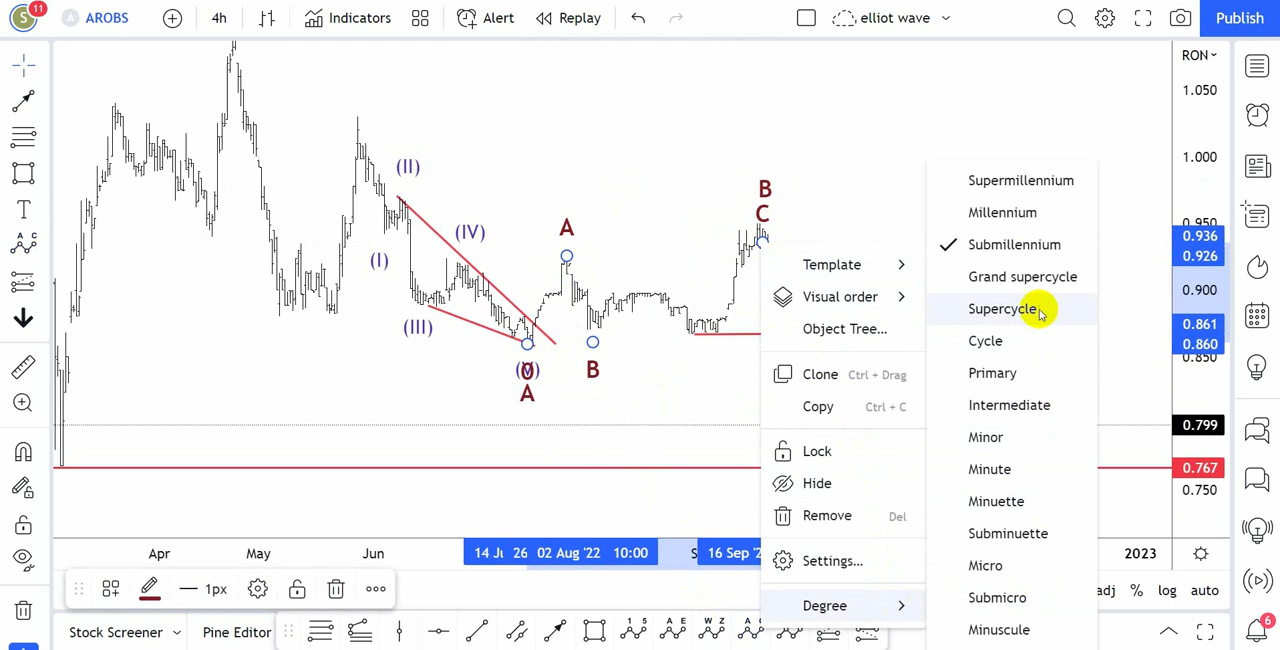 S
11
A
AROBS
4h
Indicators
Alert
Replay
elliot wave
Publish
RON
1.050
1.000
0.950
0.936
0.926
0.900
0.861
0.860
0.850
0.799
0.767
0.750
(II)
(IV)
(I)
(III)
A
B
0
A
B
C
Template
Visual order
Object Tree...
Clone Ctrl + Drag
Copy Ctrl + C
Lock
Hide
Remove Del
Settings...
Degree
Supermillennium
Millennium
Submillennium
Grand supercycle
Supercycle
Cycle
Primary
Intermediate
Minor
Minute
Minuette
Subminuette
Micro
Submicro
Minuscule
Apr
May
Jun
14 Ju
26
02 Aug '22 10:00
S
16 Sep '2
2023
1px
adj
%
log
auto
Stock Screener
Pine Editor
6